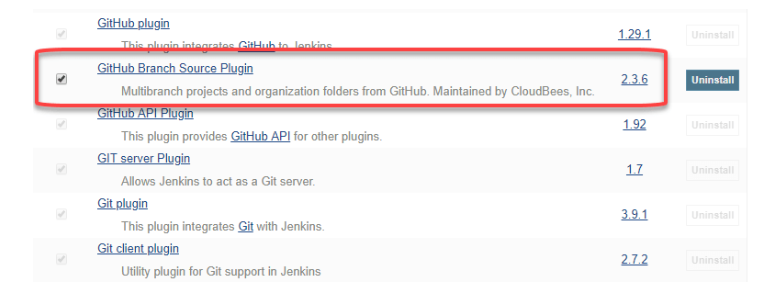 GitHub plugin
This plugin integrates GitHub to Jenkins. 1.29.1 Uninstall
GitHub Branch Source Plugin
Multibranch projects and organization folders from GitHub. Maintained by CloudBees, Inc. 2.3.6 Uninstall
GitHub API Plugin
This plugin provides GitHub API for other plugins. 1.92 Uninstall
GIT server Plugin
Allows Jenkins to act as a Git server. 1.7 Uninstall
Git plugin
This plugin integrates Git with Jenkins. 3.9.1 Uninstall
Git client plugin
Utility plugin for Git support in Jenkins 2.7.2 Uninstall